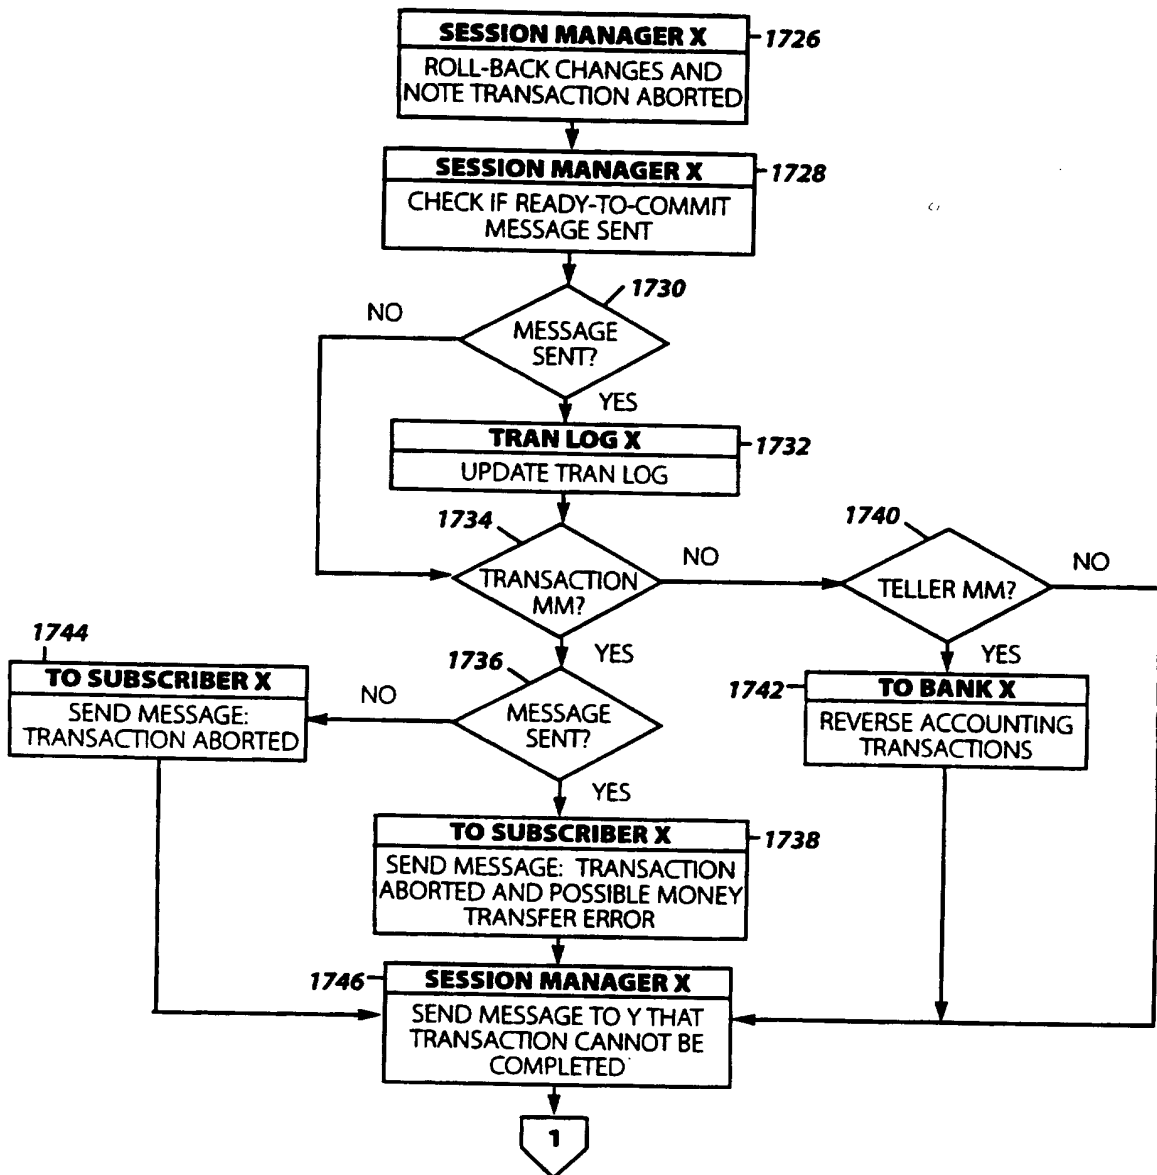 SESSION MANAGER X
1726
ROLL-BACK CHANGES AND
NOTE TRANSACTION ABORTED
SESSION MANAGER X
1728
CHECK IF READY-TO-COMMIT
MESSAGE SENT
1730
NO
MESSAGE
SENT?
YES
TRAN LOG X
1732
UPDATE TRAN LOG
1734
1740
NO
NO
TRANSACTION
MM?
TELLER MM?
1744
YES
YES
1736
TO SUBSCRIBER X
NO
1742
TO BANK X
SEND MESSAGE:
TRANSACTION ABORTED
MESSAGE
SENT?
REVERSE ACCOUNTING
TRANSACTIONS
YES
TO SUBSCRIBER X
1738
SEND MESSAGE: TRANSACTION
ABORTED AND POSSIBLE MONEY
TRANSFER ERROR
1746
SESSION MANAGER X
SEND MESSAGE TO Y THAT
TRANSACTION CANNOT BE
COMPLETED
1